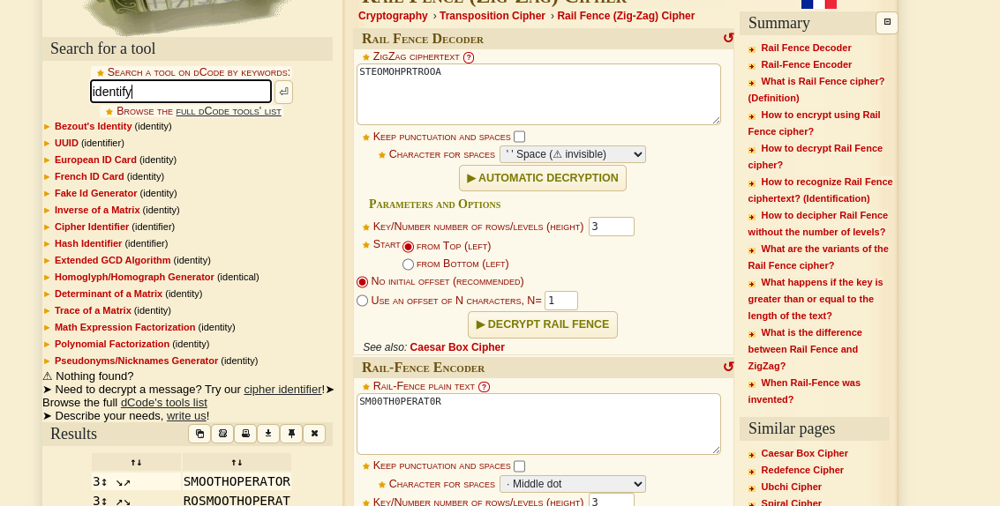 Search for a tool
★ Search a tool on dCode by keywords:
identify
⏎
★ Browse the full dCode tools' list
► Bezout's Identity (identity)
► UUID (identifier)
► European ID Card (identity)
► French ID Card (identity)
► Fake Id Generator (identity)
► Inverse of a Matrix (identity)
► Cipher Identifier (identifier)
► Hash Identifier (identifier)
► Extended GCD Algorithm (identity)
► Homoglyph/Homograph Generator (identical)
► Determinant of a Matrix (identity)
► Trace of a Matrix (identity)
► Math Expression Factorization (identity)
► Polynomial Factorization (identity)
► Pseudonyms/Nicknames Generator (identity)
⚠ Nothing found?
➤ Need to decrypt a message? Try our cipher identifier!➤
Browse the full dCode's tools list
➤ Describe your needs, write us!
Results
↑↓ ↑↓
3↕ ↘↗ SMOOTHOPERATOR
3↕ ↗↘ ROSMOOTHOPERAT
Rail Fence (Zig-Zag) Cipher
Cryptography › Transposition Cipher › Rail Fence (Zig-Zag) Cipher
Rail Fence Decoder ↺
★ ZigZag ciphertext ?
STEOMOHPRTROOA
★ Keep punctuation and spaces
★ Character for spaces ' ' Space (⚠ invisible)
▶ AUTOMATIC DECRYPTION
Parameters and Options
★ Key/Number number of rows/levels (height) 3
★ Start from Top (left)
from Bottom (left)
No initial offset (recommended)
Use an offset of N characters, N= 1
▶ DECRYPT RAIL FENCE
See also: Caesar Box Cipher
Rail-Fence Encoder ↺
★ Rail-Fence plain text ?
SM00TH0PERAT0R
★ Keep punctuation and spaces
★ Character for spaces · Middle dot
★ Key/Number number of rows/levels (height) 3
Summary
Rail Fence Decoder
Rail-Fence Encoder
What is Rail Fence cipher?
(Definition)
How to encrypt using Rail
Fence cipher?
How to decrypt Rail Fence
cipher?
How to recognize Rail Fence
ciphertext? (Identification)
How to decipher Rail Fence
without the number of levels?
What are the variants of the
Rail Fence cipher?
What happens if the key is
greater than or equal to the
length of the text?
What is the difference
between Rail Fence and
ZigZag?
When Rail-Fence was
invented?
Similar pages
Caesar Box Cipher
Redefence Cipher
Ubchi Cipher
Spiral Cipher